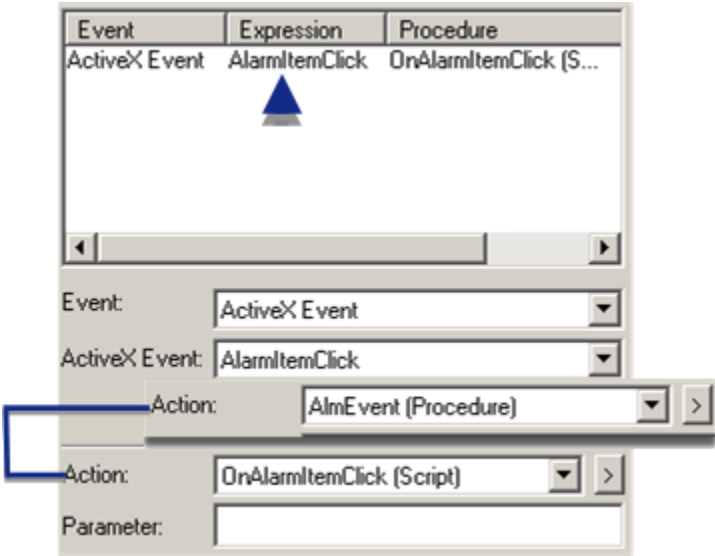 Event Expression Procedure
ActiveX Event AlarmItemClick OnAlarmItemClick (S...
Event: ActiveX Event
ActiveX Event: AlarmItemClick
Action: AlmEvent (Procedure) >
Action: OnAlarmItemClick (Script) >
Parameter: